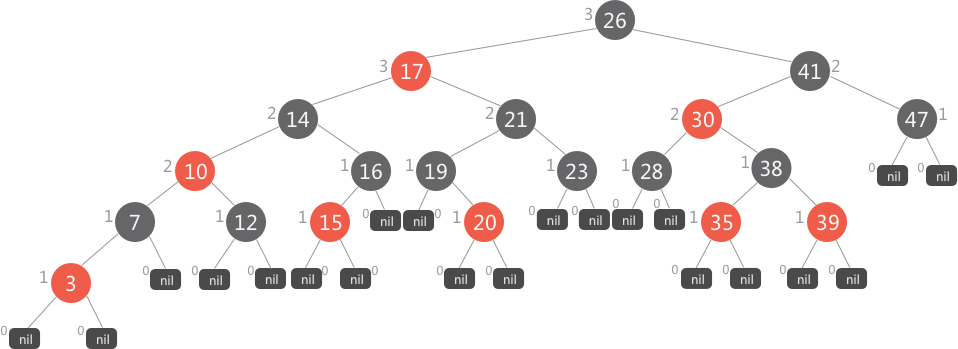 3 26
3 17 41 2
2 14 2 21 2 30 47 1
2 10 1 16 1 19 1 23 1 28 1 38 0 nil 0 nil
1 7 1 12 1 15 0 nil nil 0 1 20 0 nil 0 nil 0 nil 0 nil 1 35 1 39
1 3 0 nil 0 nil 0 nil nil 0 nil 0 0 nil 0 nil 0 nil 0 nil 0 nil 0 nil
0 nil 0 nil